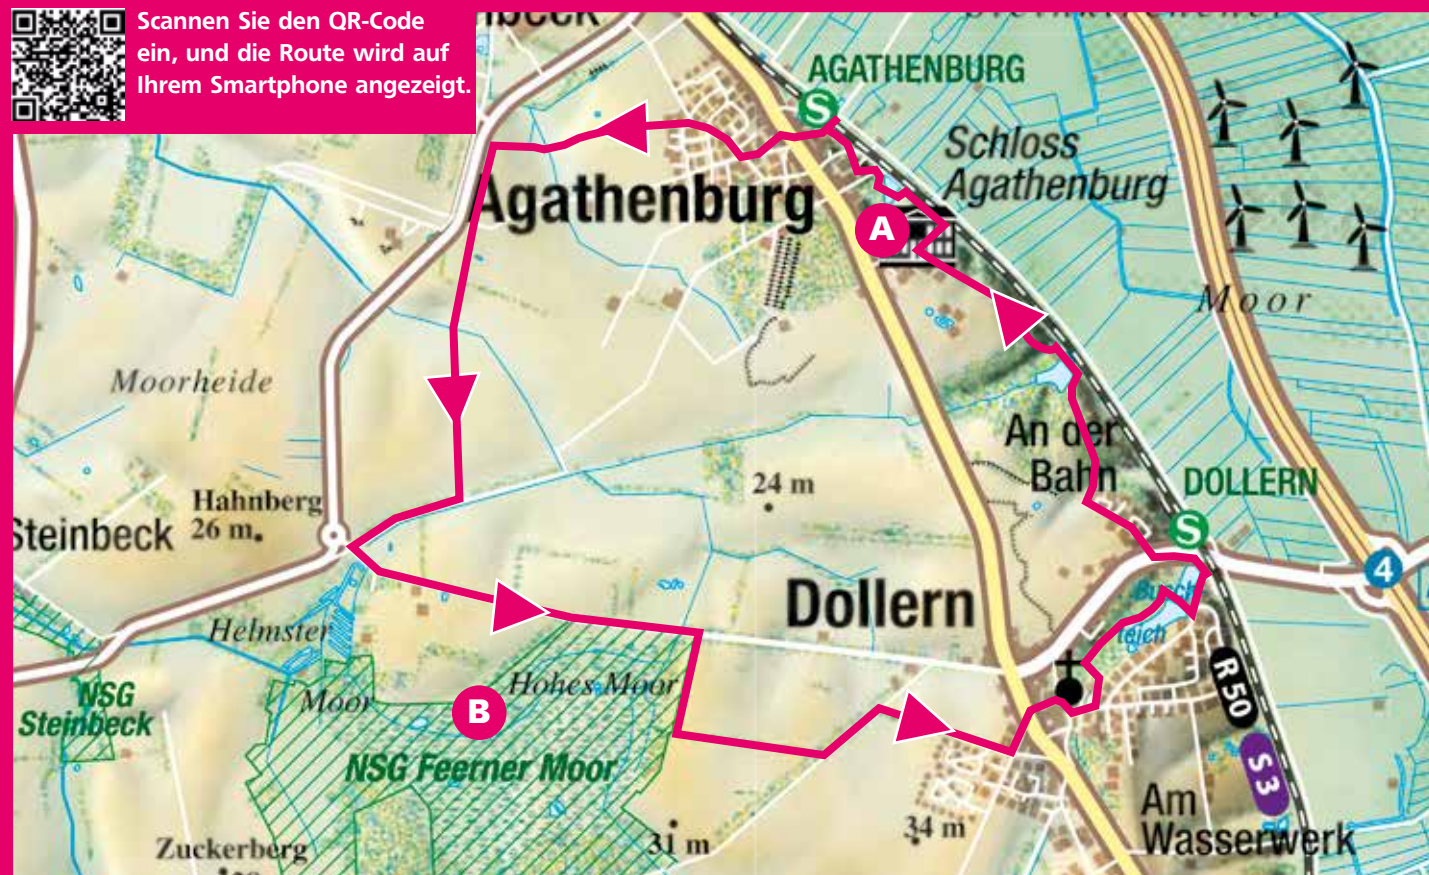 Scannen Sie den QR-Code
ein, und die Route wird auf
Ihrem Smartphone angezeigt.
AGATHENBURG
S
Schloss
Agathenburg
Agathenburg
A
Moor
Moorheide
An der
Bahn
DOLLERN
S
24 m
Hahnberg
26 m
Steinbeck
4
Dollern
Helmster
Moor
Hohes Moor
B
NSG
Steinbeck
NSG Feerner Moor
R 50
S 3
Am
Wasserwerk
34 m
31 m
Zuckerberg